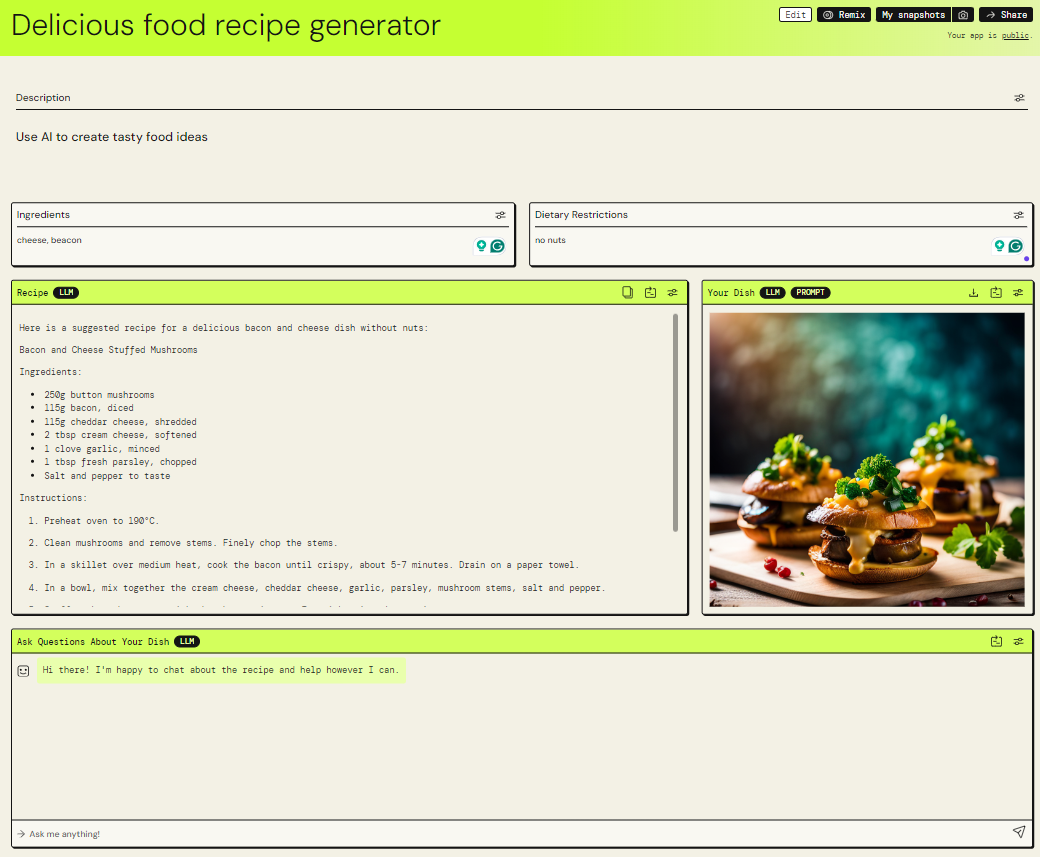 Delicious food recipe generator
Edit
Remix
My snapshots
Share
Your app is public.
Description
Use AI to create tasty food ideas
Ingredients
cheese, beacon
Dietary Restrictions
no nuts
Recipe LLM
Here is a suggested recipe for a delicious bacon and cheese dish without nuts:
Bacon and Cheese Stuffed Mushrooms
Ingredients:
• 250g button mushrooms
• 115g bacon, diced
• 115g cheddar cheese, shredded
• 2 tbsp cream cheese, softened
• 1 clove garlic, minced
• 1 tbsp fresh parsley, chopped
• Salt and pepper to taste
Instructions:
1. Preheat oven to 190°C.
2. Clean mushrooms and remove stems. Finely chop the stems.
3. In a skillet over medium heat, cook the bacon until crispy, about 5-7 minutes. Drain on a paper towel.
4. In a bowl, mix together the cream cheese, cheddar cheese, garlic, parsley, mushroom stems, salt and pepper.
Your Dish LLM PROMPT
Ask Questions About Your Dish LLM
Hi there! I'm happy to chat about the recipe and help however I can.
Ask me anything!